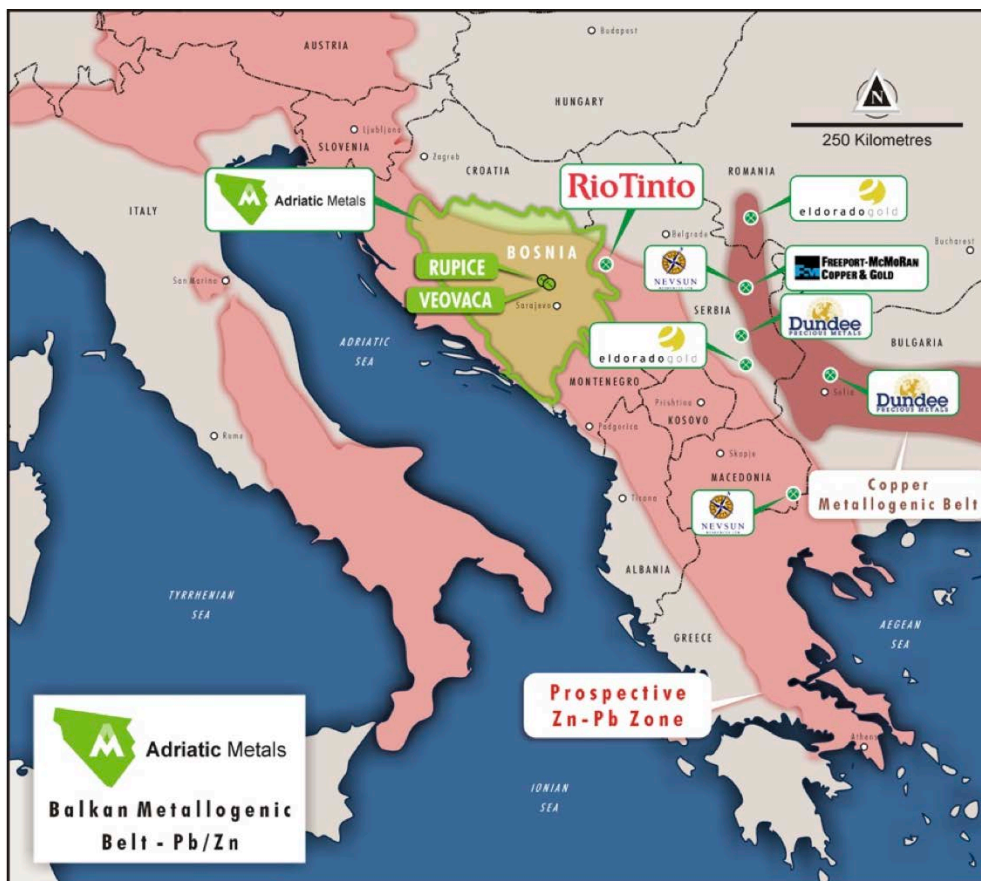 AUSTRIA
Budapest
HUNGARY
N
250 Kilometres
Ljubljana
SLOVENIA
Zagreb
CROATIA
ROMANIA
RioTinto
eldoradogold
Adriatic Metals
ITALY
BOSNIA
Belgrade
Bucharest
NEVSUN
FREEPORT-MCMORAN
COPPER & GOLD
RUPICE
VEOVACA
San Marino
Sarajevo
SERBIA
Dundee
PRECIOUS METALS
ADRIATIC
SEA
eldoradogold
BULGARIA
MONTENEGRO
Prishtina
KOSOVO
Sofia
Dundee
PRECIOUS METALS
Rome
Podgorica
Skopje
MACEDONIA
Copper
Metallogenic Belt
Tirana
NEVSUN
ALBANIA
TYRRHENIAN
SEA
GREECE
AEGEAN
SEA
Prospective
Zn-Pb Zone
Athens
Adriatic Metals
Balkan Metallogenic
Belt - Pb/Zn
IONIAN
SEA